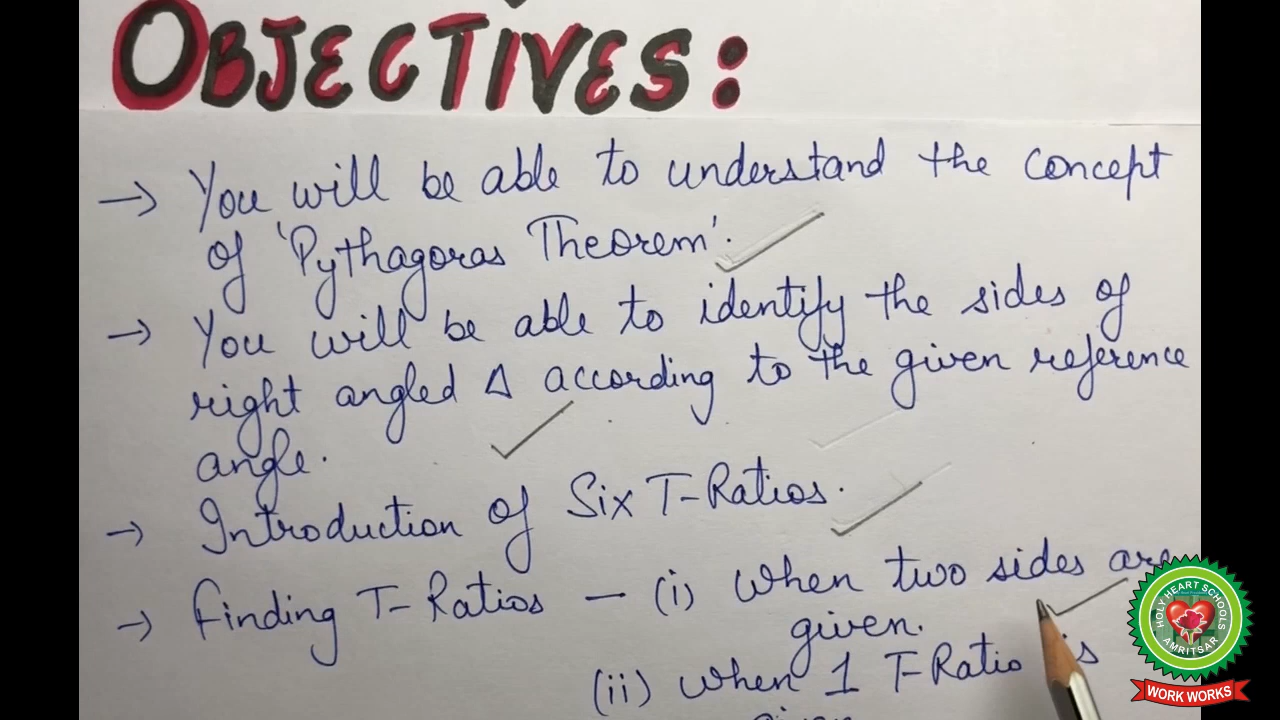 OBJECTIVES:
→ You will be able to understand the concept
of 'Pythagoras Theorem'.
→ You will be able to identify the sides of
right angled Δ according to the given reference
angle.
→ Introduction of Six T-Ratios.
→ Finding T-Ratios — (i) When two sides are
given.
(ii) When 1 T-Ratio is
given
HOLY HEART SCHOOLS
AMRITSAR
WORK WORKS